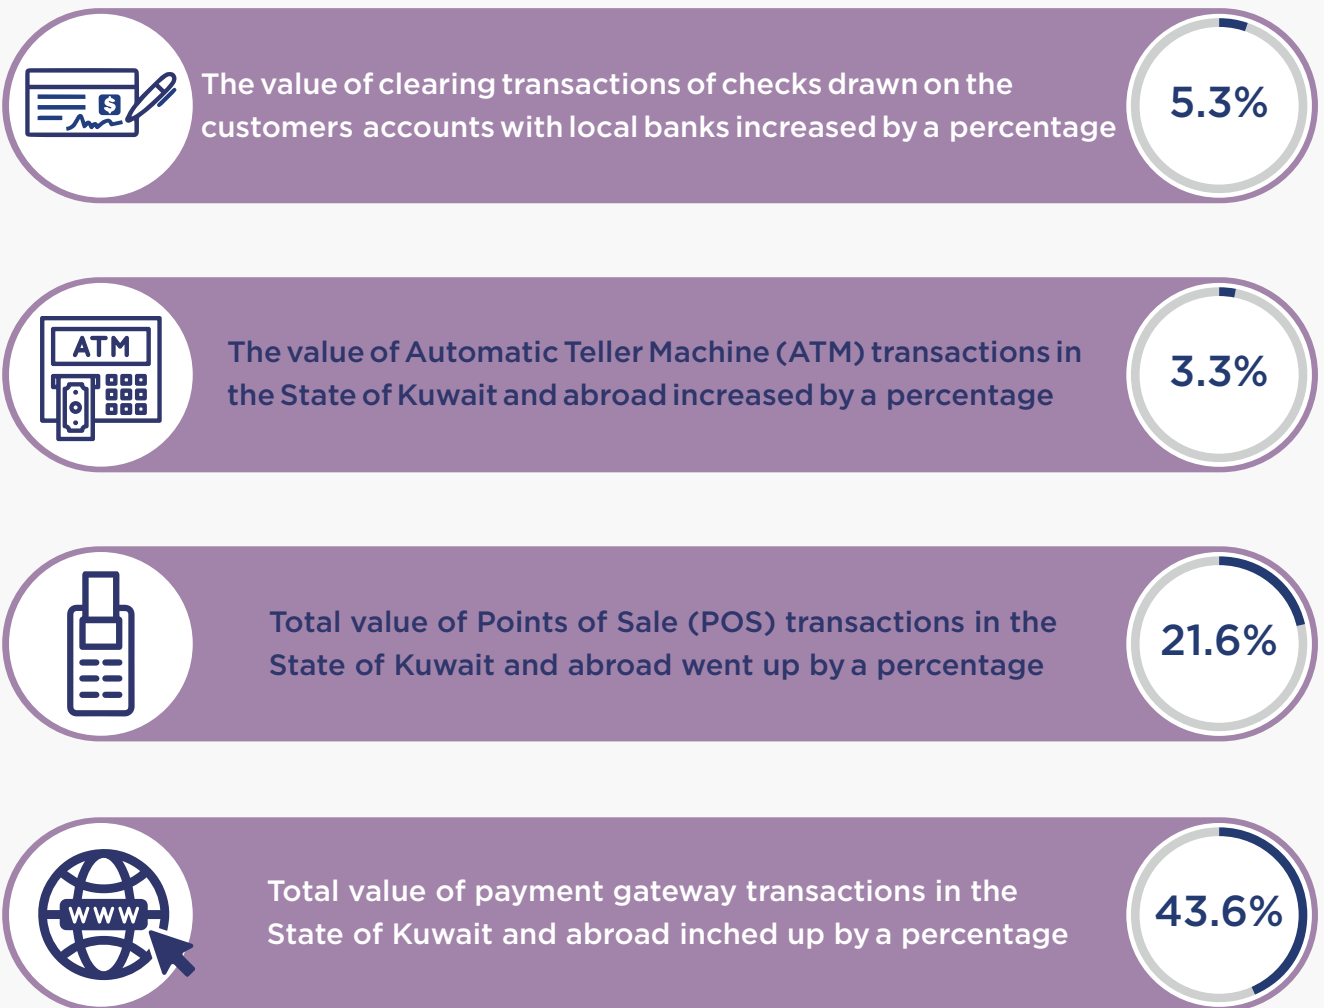 The value of clearing transactions of checks drawn on the
customers accounts with local banks increased by a percentage
5.3%
$
ATM
The value of Automatic Teller Machine (ATM) transactions in
the State of Kuwait and abroad increased by a percentage
3.3%
Total value of Points of Sale (POS) transactions in the
State of Kuwait and abroad went up by a percentage
21.6%
WWW
Total value of payment gateway transactions in the
State of Kuwait and abroad inched up by a percentage
43.6%